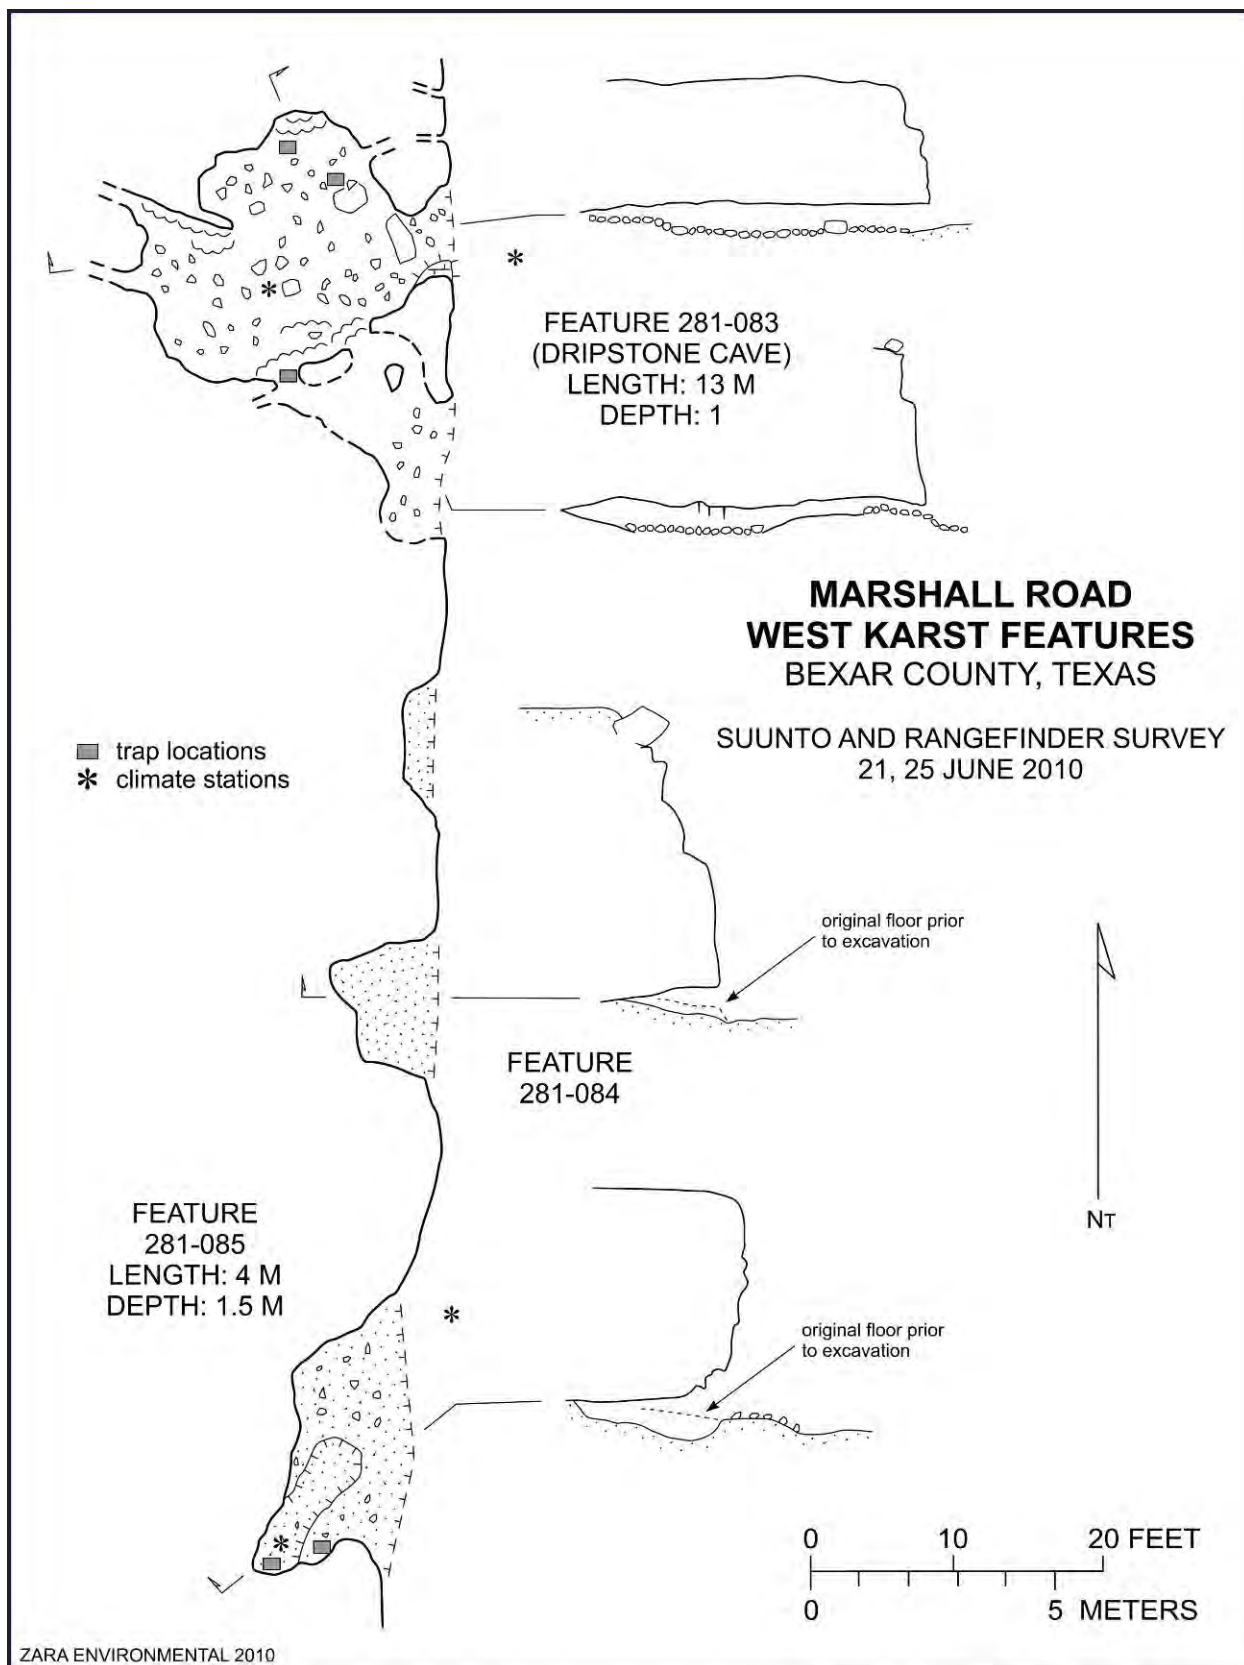 FEATURE 281-083
(DRIPSTONE CAVE)
LENGTH: 13 M
DEPTH: 1
MARSHALL ROAD
WEST KARST FEATURES
BEXAR COUNTY, TEXAS
SUUNTO AND RANGEFINDER SURVEY
21, 25 JUNE 2010
trap locations
* climate stations
original floor prior
to excavation
FEATURE
281-084
NT
FEATURE
281-085
LENGTH: 4 M
DEPTH: 1.5 M
original floor prior
to excavation
0 10 20 FEET
0 5 METERS
ZARA ENVIRONMENTAL 2010